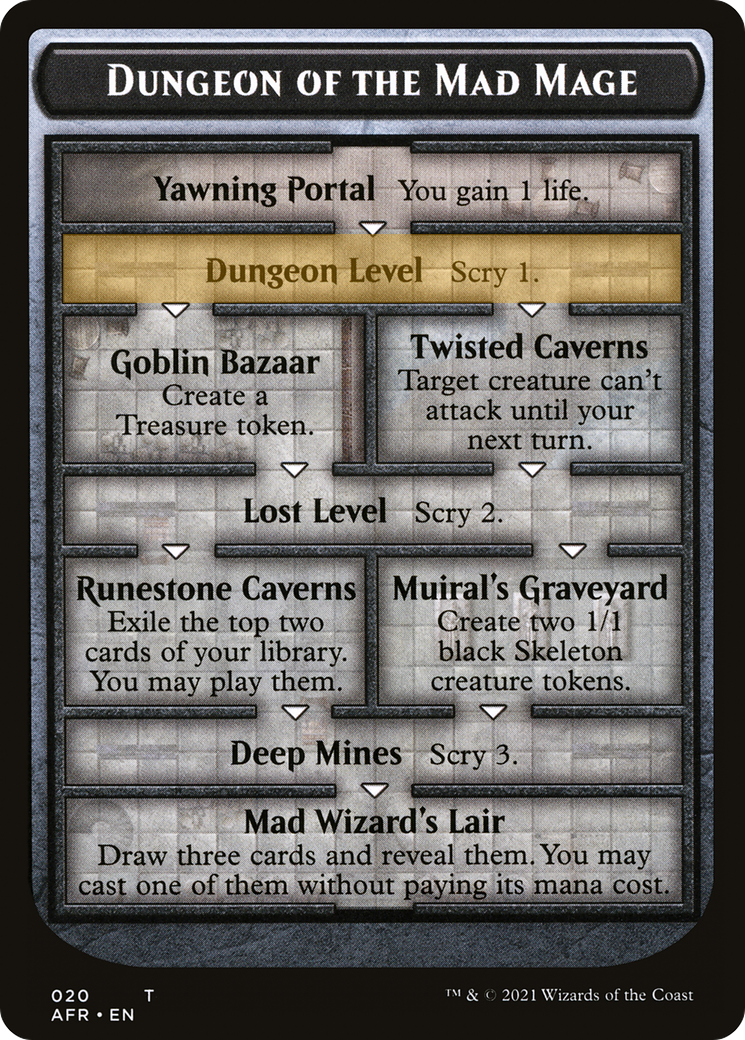 Dungeon of the Mad Mage
Yawning Portal You gain 1 life.
Dungeon Level Scry 1.
Goblin Bazaar
Create a
Treasure token.
Twisted Caverns
Target creature can't
attack until your
next turn.
Lost Level Scry 2.
Runestone Caverns
Exile the top two
cards of your library.
You may play them.
Muiral's Graveyard
Create two 1/1
black Skeleton
creature tokens.
Deep Mines Scry 3.
Mad Wizard's Lair
Draw three cards and reveal them. You may
cast one of them without paying its mana cost.
020 T
AFR • EN
™ & © 2021 Wizards of the Coast